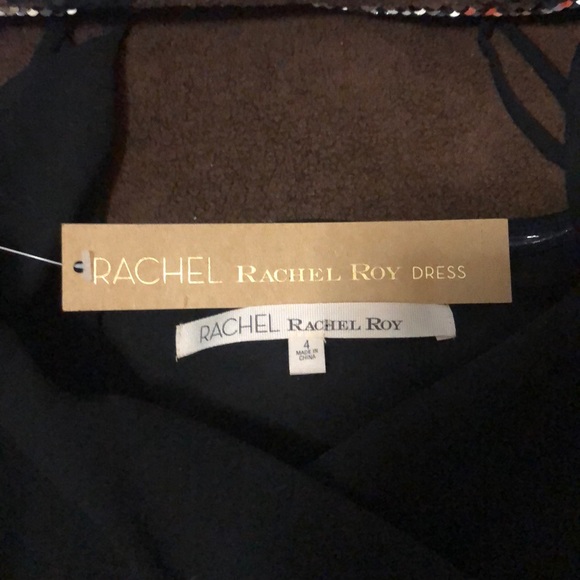 RACHEL RACHEL ROY DRESS
RACHEL RACHEL ROY
4
MADE IN
CHINA